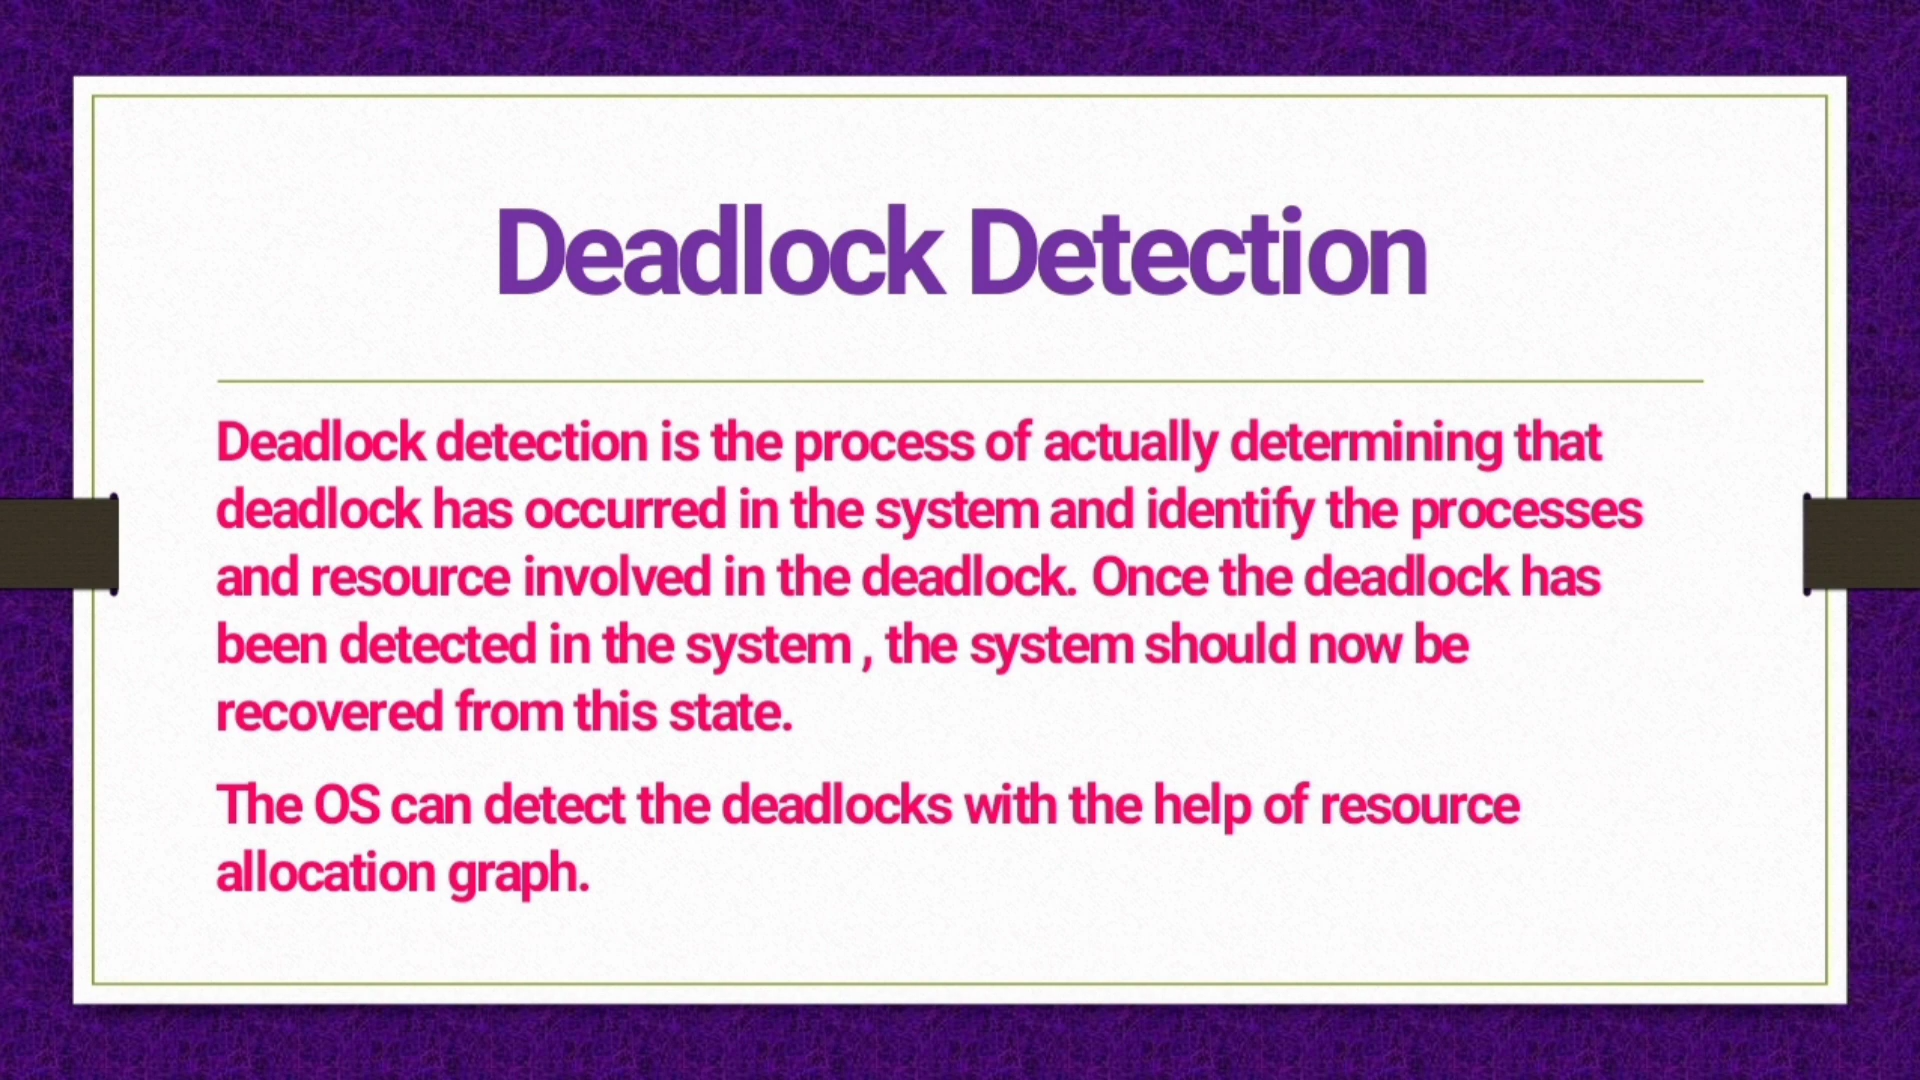 Deadlock Detection
Deadlock detection is the process of actually determining that
deadlock has occurred in the system and identify the processes
and resource involved in the deadlock. Once the deadlock has
been detected in the system , the system should now be
recovered from this state.
The OS can detect the deadlocks with the help of resource
allocation graph.